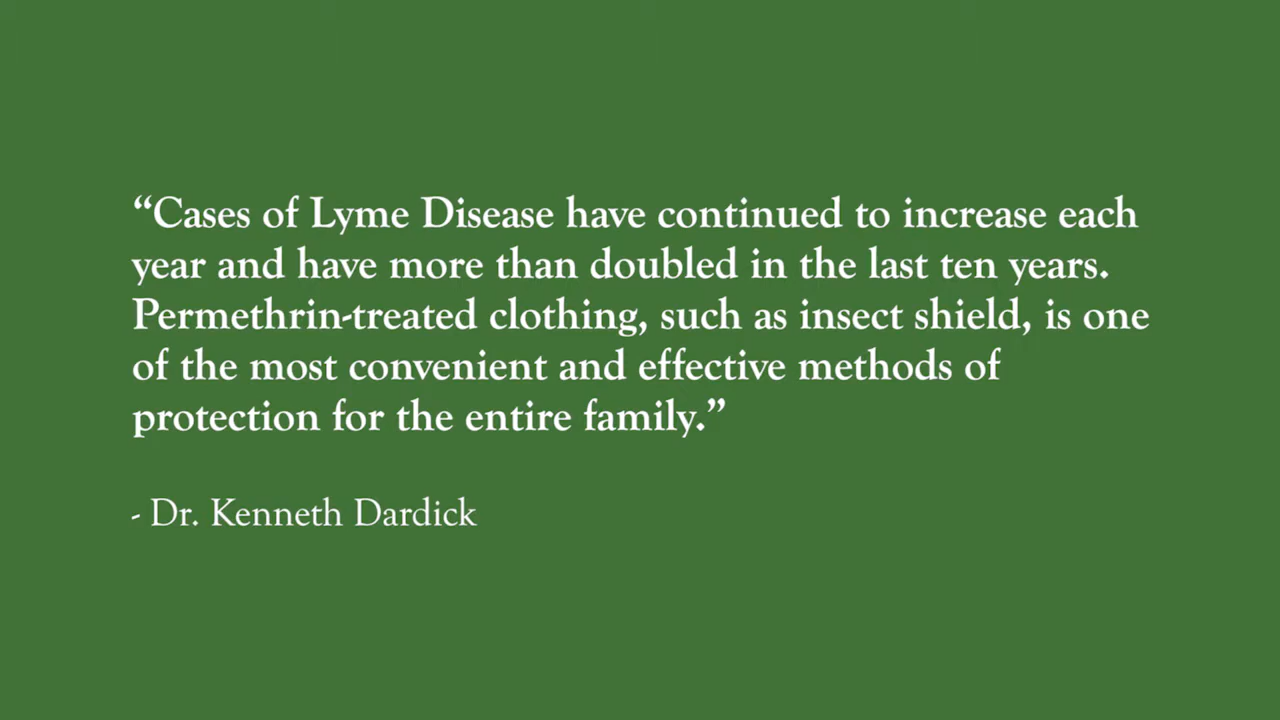 “Cases of Lyme Disease have continued to increase each
year and have more than doubled in the last ten years.
Permethrin-treated clothing, such as insect shield, is one
of the most convenient and effective methods of
protection for the entire family.”
- Dr. Kenneth Dardick